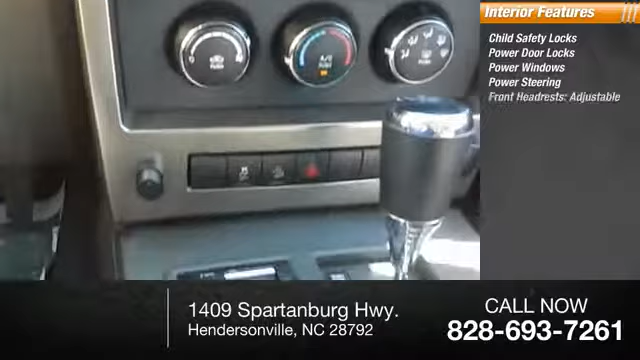 Interior Features
Child Safety Locks
Power Door Locks
Power Windows
Power Steering
Front Headrests: Adjustable
1409 Spartanburg Hwy.
Hendersonville, NC 28792
CALL NOW
828-693-7261